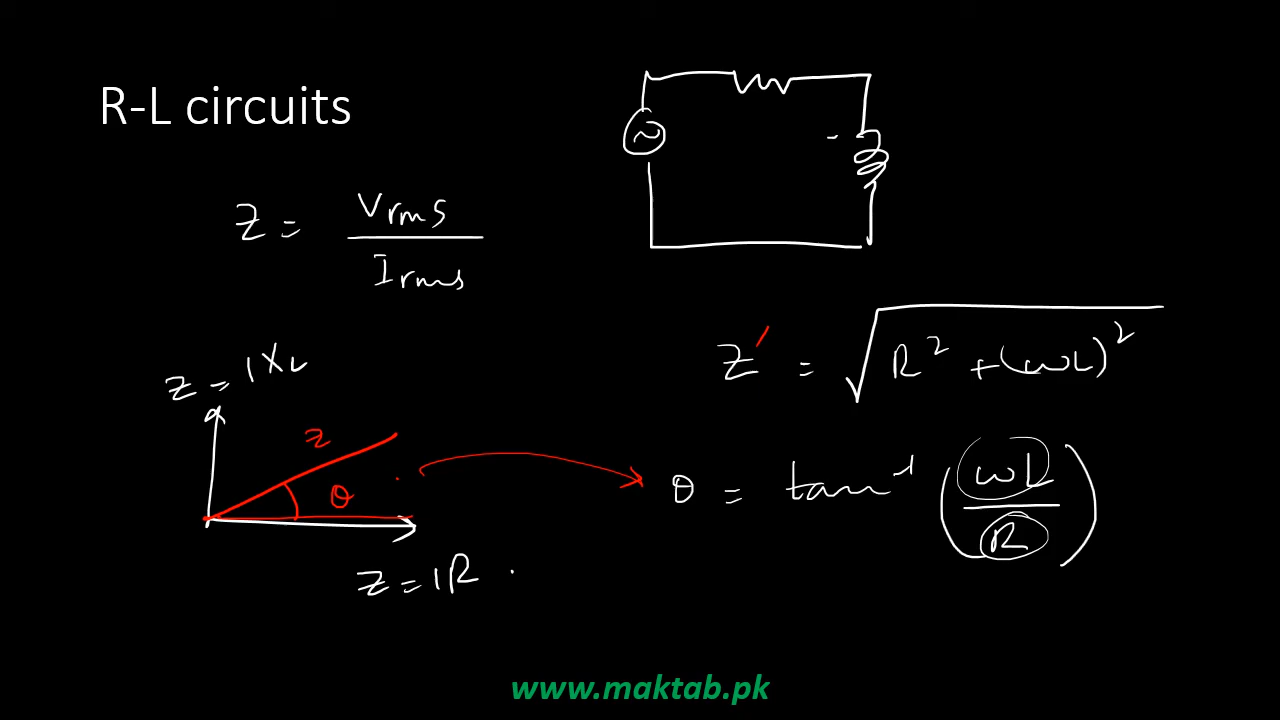 R-L circuits
Z = Vrms / Irms
Z' = √(R² + (ωL)²)
Z = 1XL
z
θ
θ = tan⁻¹ (ωL / R)
Z = 1R
www.maktab.pk